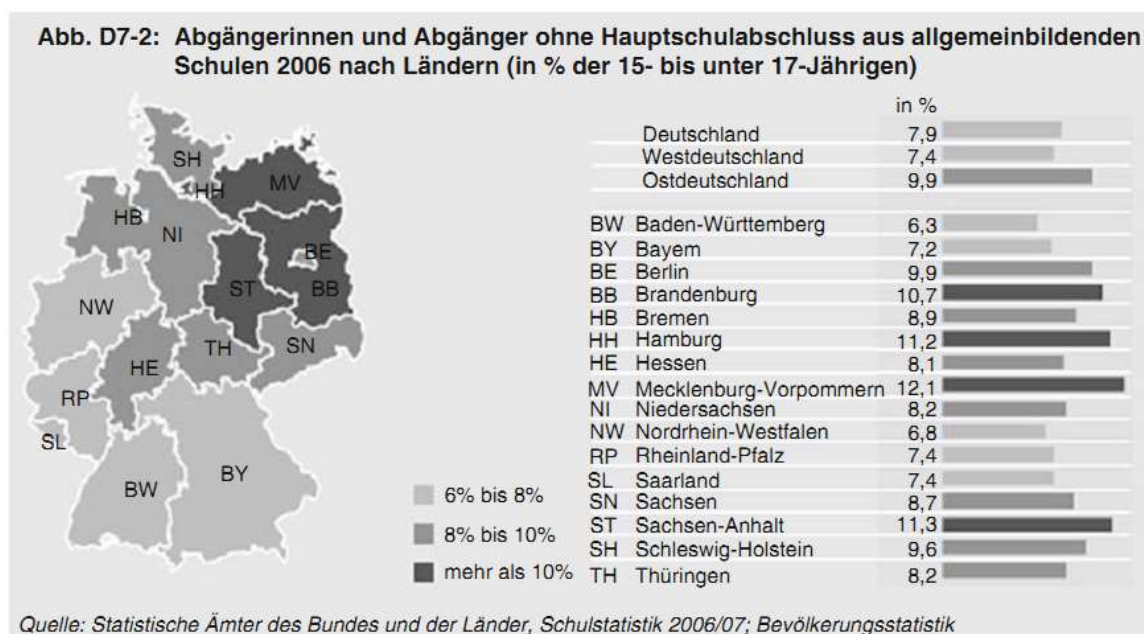 Abb. D7-2: Abgängerinnen und Abgänger ohne Hauptschulabschluss aus allgemeinbildenden
Schulen 2006 nach Ländern (in % der 15- bis unter 17-Jährigen)
SH
HH
MV
HB
NI
BE
NW
ST
BB
TH
SN
HE
RP
SL
BW
BY
6% bis 8%
8% bis 10%
mehr als 10%
in %
Deutschland 7,9
Westdeutschland 7,4
Ostdeutschland 9,9
BW Baden-Württemberg 6,3
BY Bayem 7,2
BE Berlin 9,9
BB Brandenburg 10,7
HB Bremen 8,9
HH Hamburg 11,2
HE Hessen 8,1
MV Mecklenburg-Vorpommern 12,1
NI Niedersachsen 8,2
NW Nordrhein-Westfalen 6,8
RP Rheinland-Pfalz 7,4
SL Saarland 7,4
SN Sachsen 8,7
ST Sachsen-Anhalt 11,3
SH Schleswig-Holstein 9,6
TH Thüringen 8,2
Quelle: Statistische Ämter des Bundes und der Länder, Schulstatistik 2006/07; Bevölkerungsstatistik